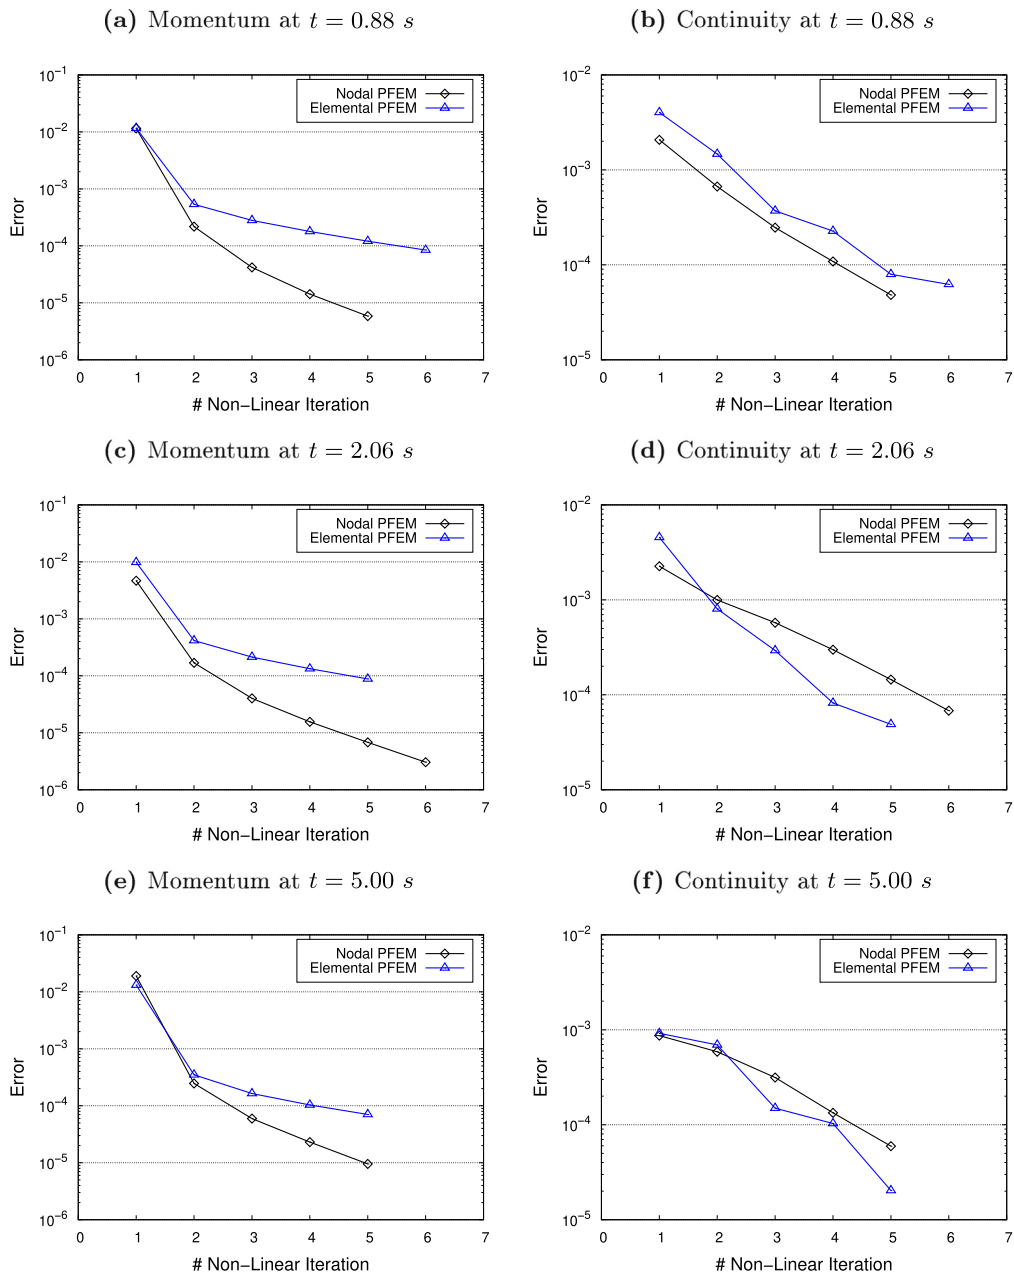 (a) Momentum at t = 0.88 s
10−1
10−2
10−3
10−4
10−5
10−6
Error
0 1 2 3 4 5 6 7
# Non−Linear Iteration
Nodal PFEM
Elemental PFEM
(b) Continuity at t = 0.88 s
10−2
10−3
10−4
10−5
Error
0 1 2 3 4 5 6 7
# Non−Linear Iteration
Nodal PFEM
Elemental PFEM
(c) Momentum at t = 2.06 s
10−1
10−2
10−3
10−4
10−5
10−6
Error
0 1 2 3 4 5 6 7
# Non−Linear Iteration
Nodal PFEM
Elemental PFEM
(d) Continuity at t = 2.06 s
10−2
10−3
10−4
10−5
Error
0 1 2 3 4 5 6 7
# Non−Linear Iteration
Nodal PFEM
Elemental PFEM
(e) Momentum at t = 5.00 s
10−1
10−2
10−3
10−4
10−5
10−6
Error
0 1 2 3 4 5 6 7
# Non−Linear Iteration
Nodal PFEM
Elemental PFEM
(f) Continuity at t = 5.00 s
10−2
10−3
10−4
10−5
Error
0 1 2 3 4 5 6 7
# Non−Linear Iteration
Nodal PFEM
Elemental PFEM